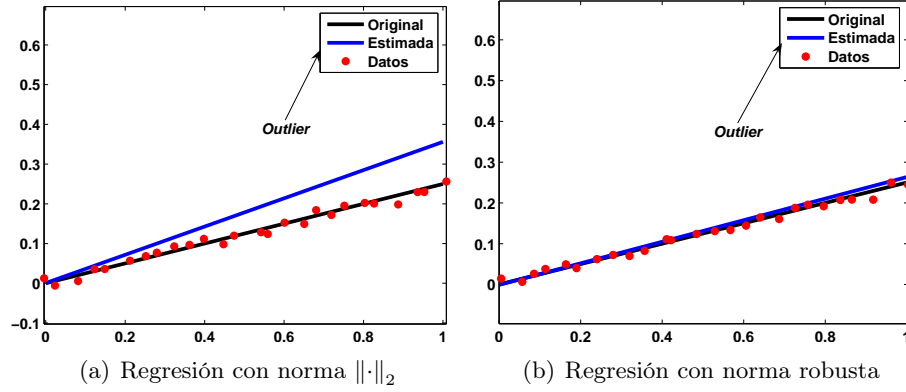 0.6
0.5
0.4
0.3
0.2
0.1
0
−0.1
0
0.2
0.4
0.6
0.8
1
Original
Estimada
Datos
Outlier
(a) Regresión con norma ‖·‖₂
0.6
0.5
0.4
0.3
0.2
0.1
0
0
0.2
0.4
0.6
0.8
1
Original
Estimada
Datos
Outlier
(b) Regresión con norma robusta